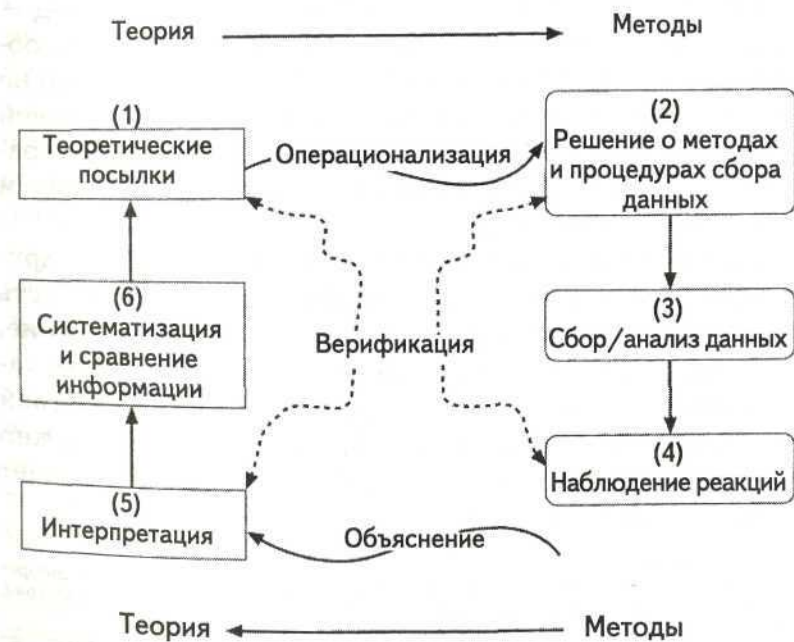 Теория
Методы
(1)
Теоретические
посылки
Операционализация
(2)
Решение о методах
и процедурах сбора
данных
(6)
Систематизация
и сравнение
информации
Верификация
(3)
Сбор/анализ данных
(4)
Наблюдение реакций
(5)
Интерпретация
Объяснение
Теория
Методы